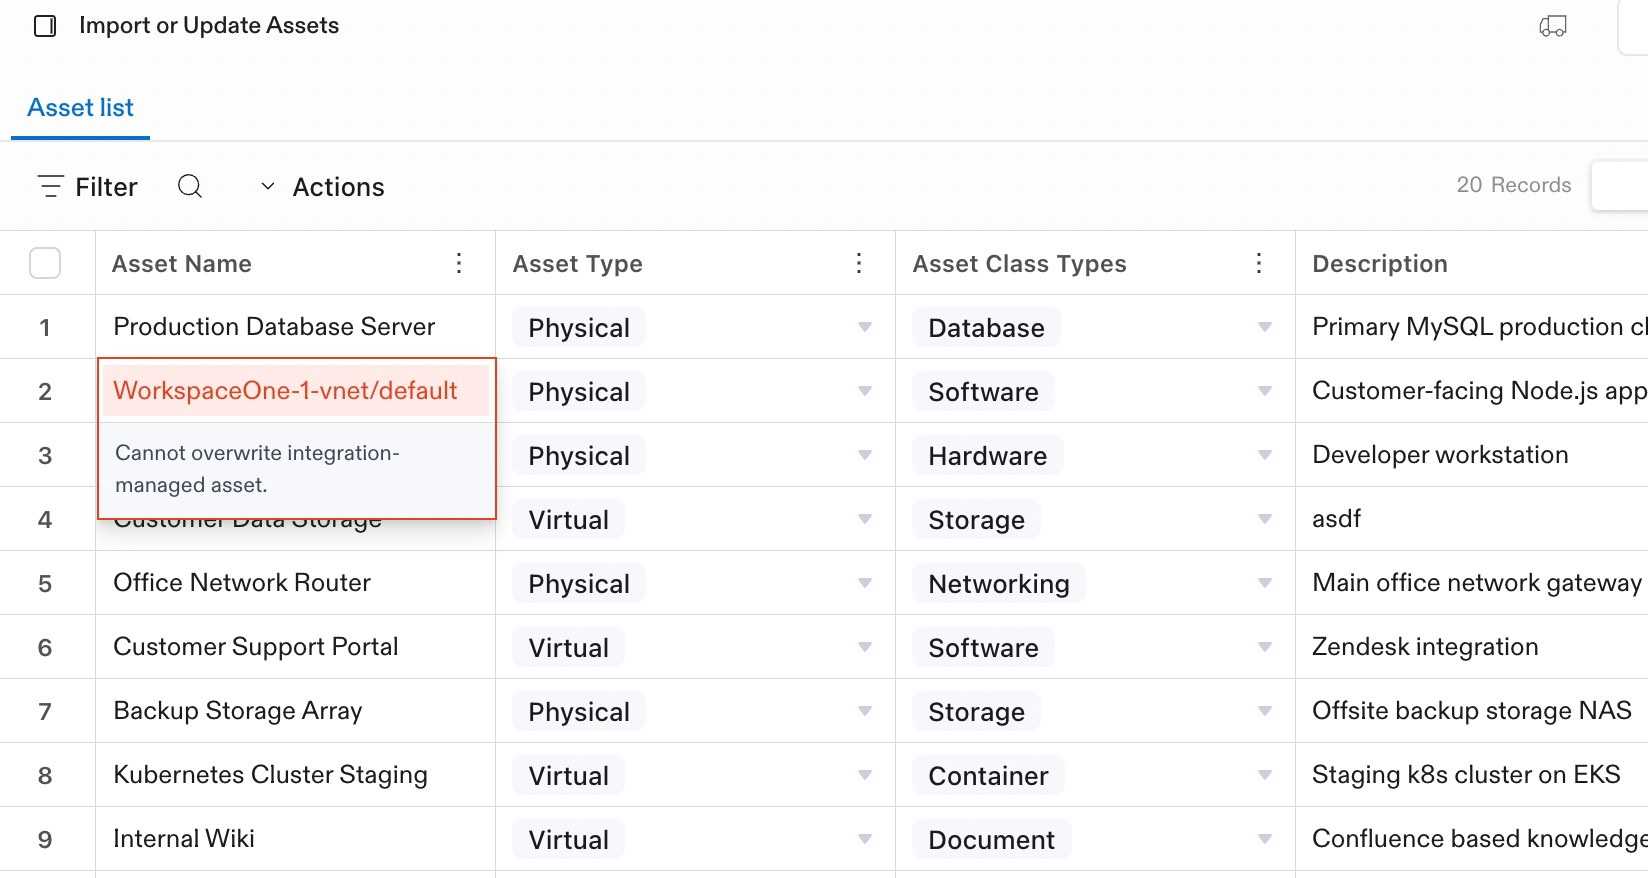 Import or Update Assets
Asset list
Filter
Actions
20 Records
Asset Name
Asset Type
Asset Class Types
Description
1
Production Database Server
Physical
Database
Primary MySQL production
2
WorkspaceOne-1-vnet/default
Physical
Software
Customer-facing Node.js app
Cannot overwrite integration-
managed asset.
3
Physical
Hardware
Developer workstation
4
Customer Data Storage
Virtual
Storage
asdf
5
Office Network Router
Physical
Networking
Main office network gateway
6
Customer Support Portal
Virtual
Software
Zendesk integration
7
Backup Storage Array
Physical
Storage
Offsite backup storage NAS
8
Kubernetes Cluster Staging
Virtual
Container
Staging k8s cluster on EKS
9
Internal Wiki
Virtual
Document
Confluence based knowledge